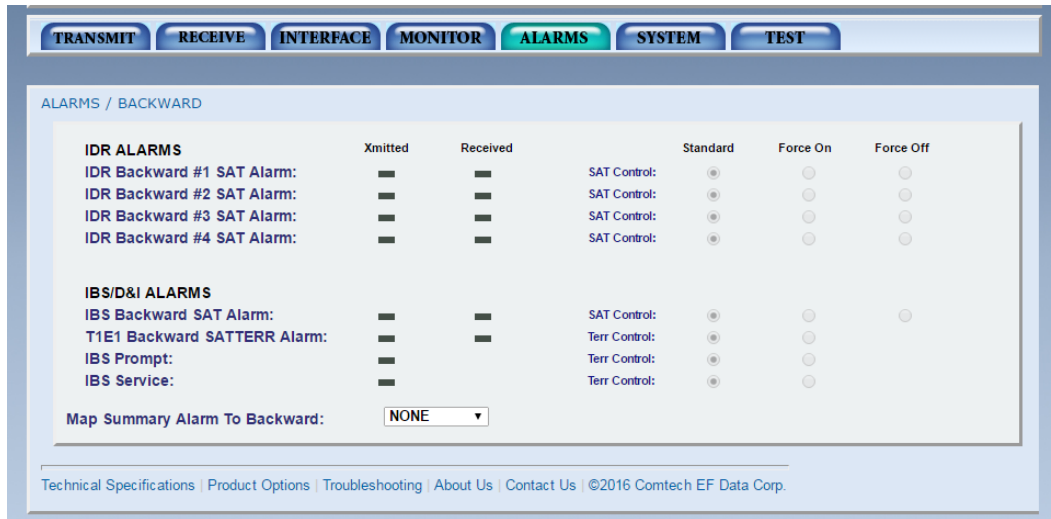 TRANSMIT RECEIVE INTERFACE MONITOR ALARMS SYSTEM TEST
ALARMS / BACKWARD
IDR ALARMS Xmitted Received Standard Force On Force Off
IDR Backward #1 SAT Alarm: SAT Control:
IDR Backward #2 SAT Alarm: SAT Control:
IDR Backward #3 SAT Alarm: SAT Control:
IDR Backward #4 SAT Alarm: SAT Control:
IBS/D&I ALARMS
IBS Backward SAT Alarm: SAT Control:
T1E1 Backward SATTERR Alarm: Terr Control:
IBS Prompt: Terr Control:
IBS Service: Terr Control:
Map Summary Alarm To Backward: NONE
Technical Specifications | Product Options | Troubleshooting | About Us | Contact Us | ©2016 Comtech EF Data Corp.